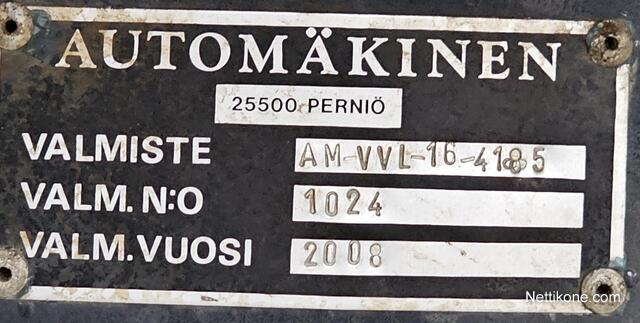 AUTOMÄKINEN
25500 PERNIÖ
VALMISTE AM-VVL-16-4185
VALM. N:O 1024
VALM. VUOSI 2008
Nettikone.com